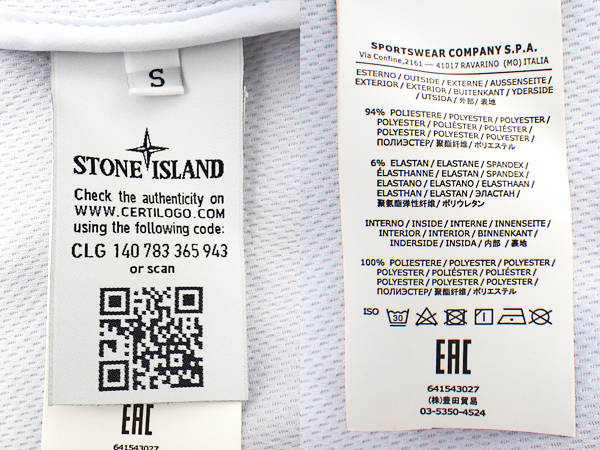 S
STONE ISLAND
Check the authenticity on
WWW.CERTILOGO.COM
using the following code:
CLG 140 783 365 943
or scan
EAC
641543027
SPORTSWEAR COMPANY S.P.A.
Via Confine,2161 — 41017 RAVARINO (MO) ITALIA
ESTERNO / OUTSIDE / EXTERNE / AUSSENSEITE /
EXTERIOR / EXTERIOR / BUITENKANT / YDERSIDE
/ UTSIDA / 外部 / 表地
94% POLIESTERE / POLYESTER / POLYESTER /
POLYESTER / POLIÉSTER / POLIÉSTER /
POLYESTER / POLYESTER / POLYESTER /
ПОЛИЭСТЕР / 聚酯纤维 / ポリエステル
6% ELASTAN / ELASTANE / SPANDEX /
ÉLASTHANNE / ELASTAN / SPANDEX /
ELASTANO / ELASTANO / ELASTHAAN /
ELASTHAN / ELASTAN / ЭЛАСТАН /
聚氨酯弹性纤维 / ポリウレタン
INTERNO / INSIDE / INTERNE / INNENSEITE /
INTERIOR / INTERIOR / BINNENKANT /
INDERSIDE / INSIDA / 内部 / 裏地
100% POLIESTERE / POLYESTER / POLYESTER /
POLYESTER / POLIÉSTER / POLIÉSTER /
POLYESTER / POLYESTER / POLYESTER /
ПОЛИЭСТЕР/ 聚酯纤维 / ポリエステル
ISO 30
EAC
641543027
(株)豊田貿易
03-5350-4524